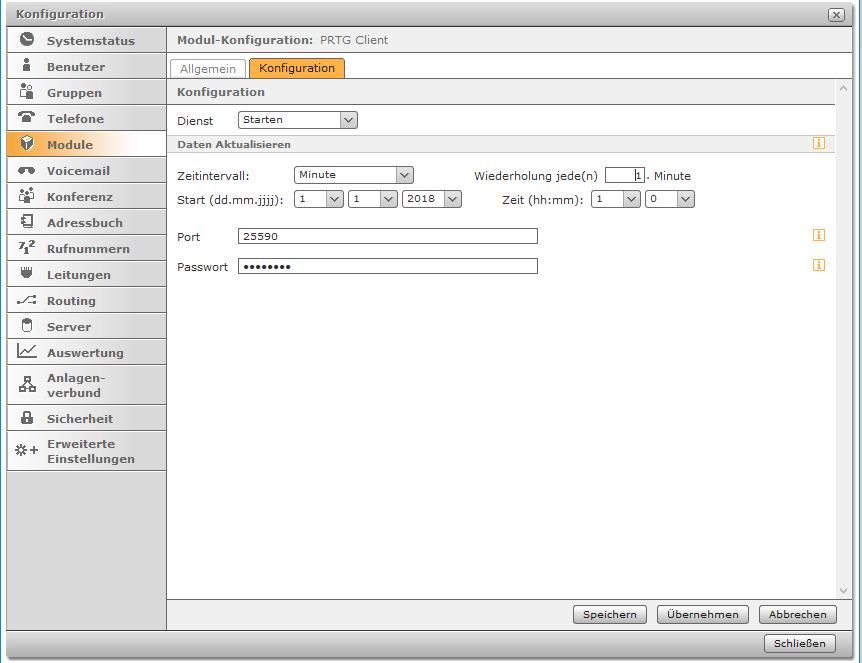 Konfiguration
Systemstatus
Benutzer
Gruppen
Telefone
Module
Voicemail
Konferenz
Adressbuch
Rufnummern
Leitungen
Routing
Server
Auswertung
Anlagen-
verbund
Sicherheit
Erweiterte
Einstellungen
Modul-Konfiguration: PRTG Client
Allgemein Konfiguration
Konfiguration
Dienst Starten
Daten Aktualisieren
Zeitintervall: Minute Wiederholung jede(n) 1 . Minute
Start (dd.mm.jjjj): 1 1 2018 Zeit (hh:mm): 1 0
Port 25590
Passwort ••••••••
Speichern Übernehmen Abbrechen
Schließen